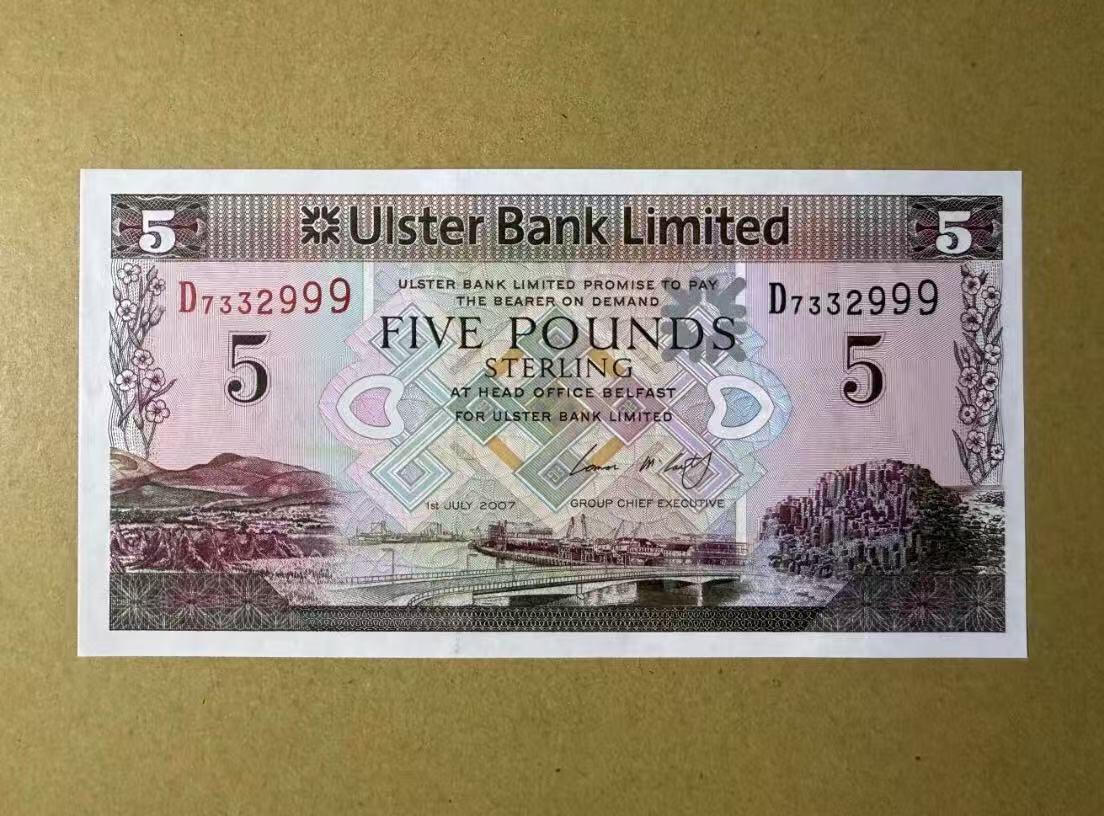 5 Ulster Bank Limited 5
ULSTER BANK LIMITED PROMISE TO PAY
D7332999 THE BEARER ON DEMAND D7332999
FIVE POUNDS
5 STERLING 5
AT HEAD OFFICE BELFAST
FOR ULSTER BANK LIMITED
1st JULY 2007 GROUP CHIEF EXECUTIVE